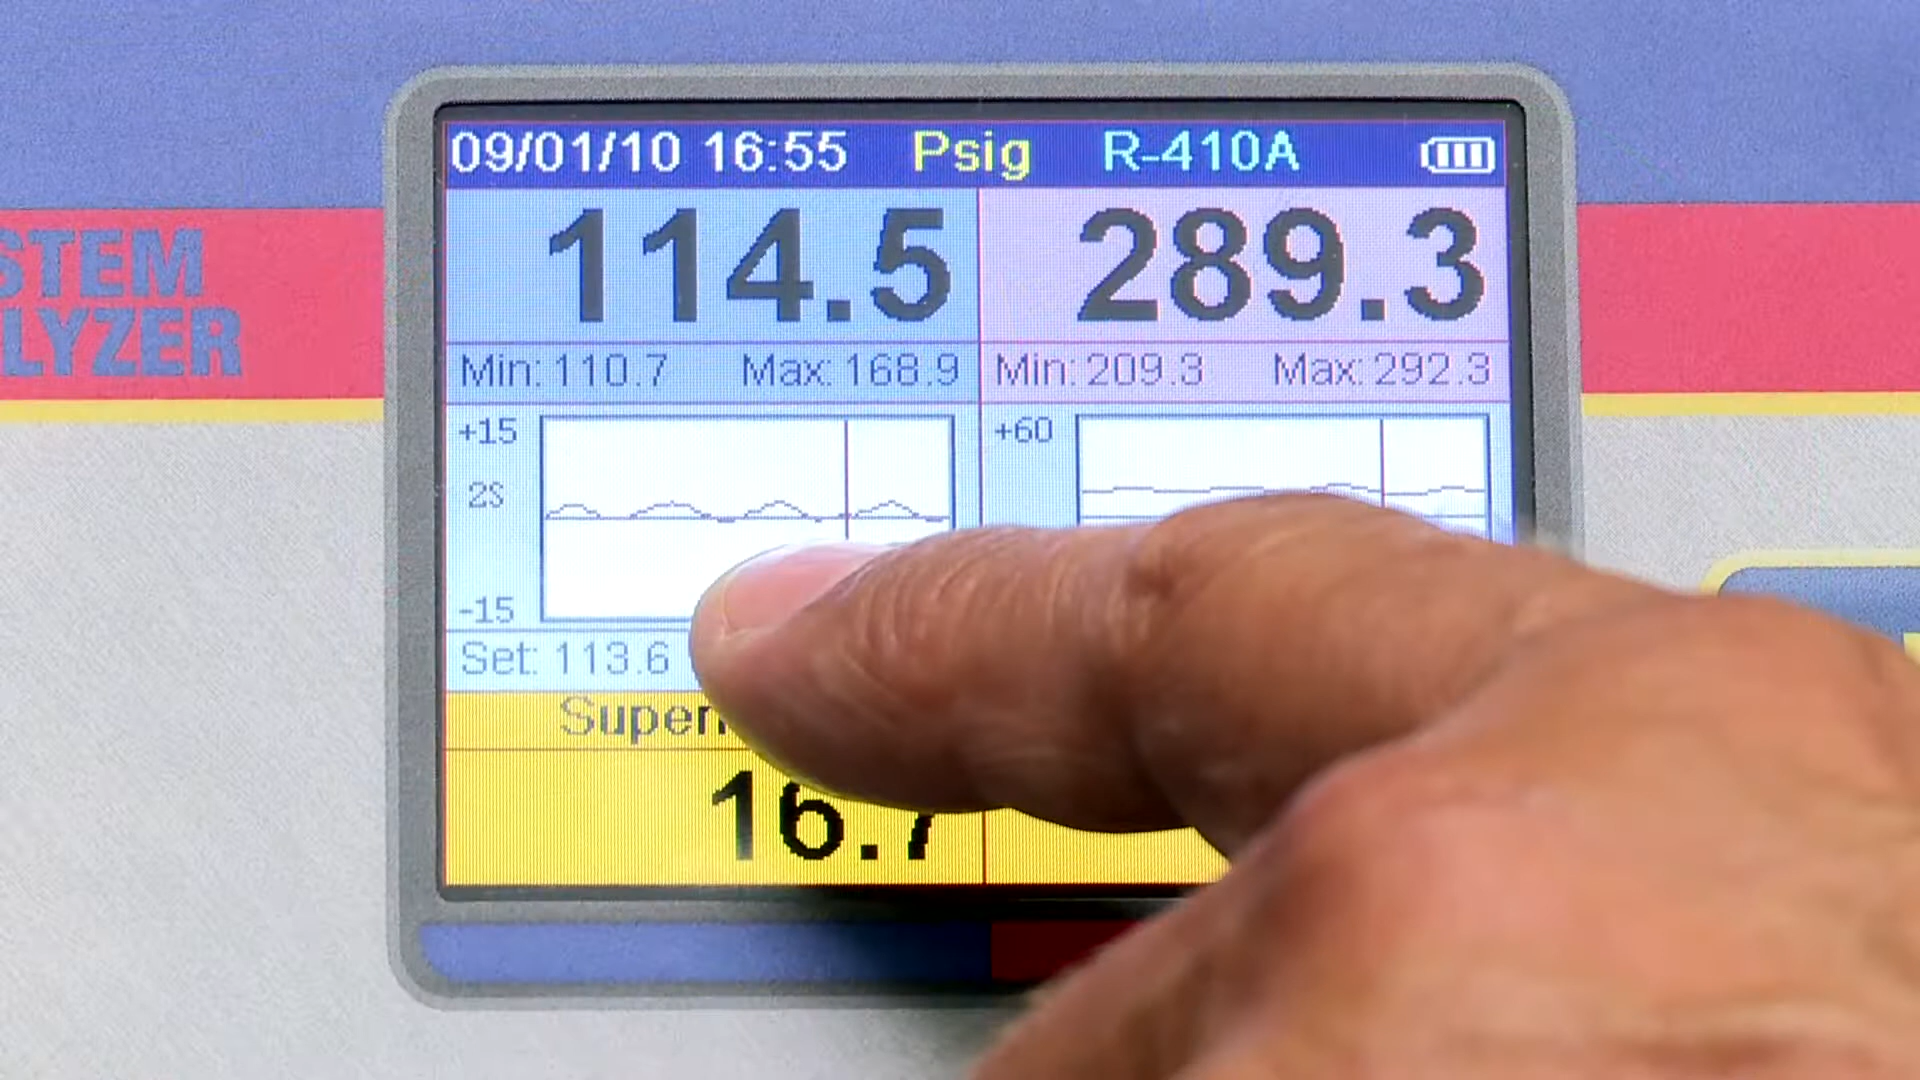 09/01/10 16:55 Psig R-410A
114.5 289.3
Min: 110.7 Max: 168.9 Min: 209.3 Max: 292.3
+15 +60
2S
-15
Set: 113.6
16.7
STEM
LYZER